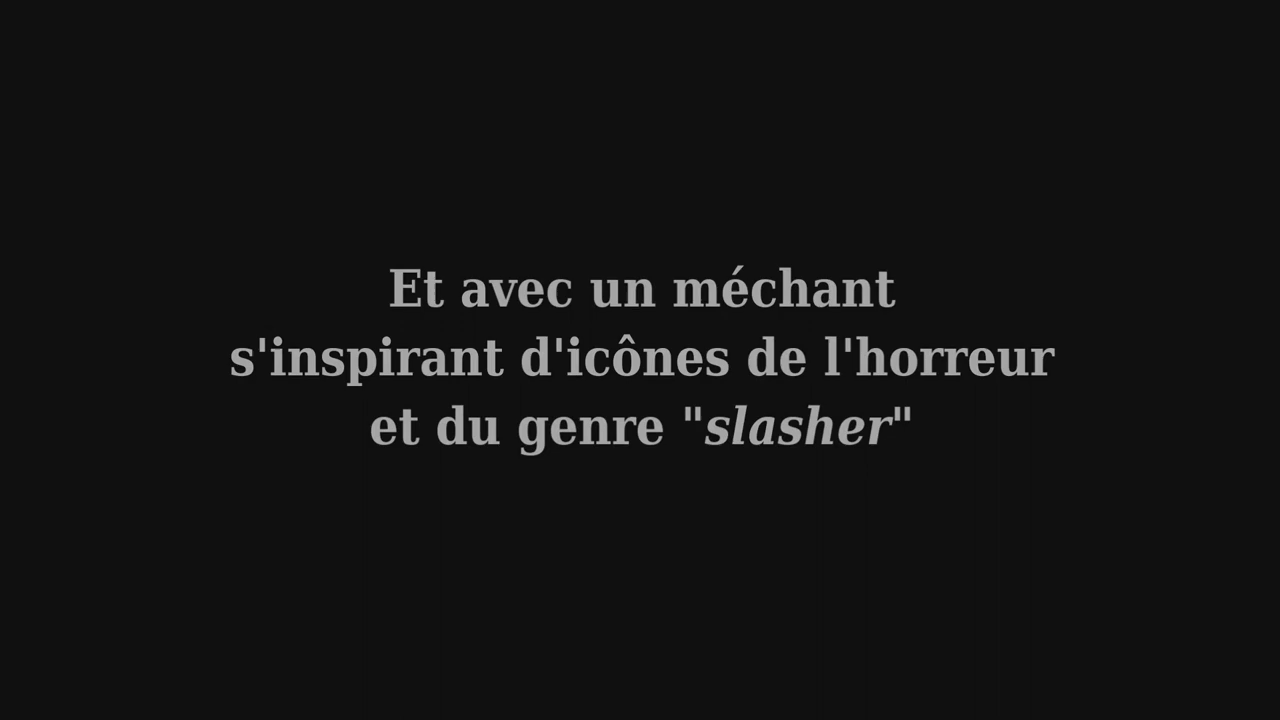 Et avec un méchant
s'inspirant d'icônes de l'horreur
et du genre "slasher"